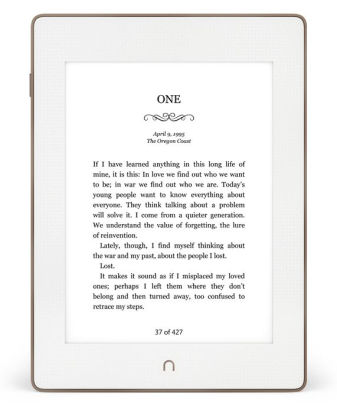 ONE
April 9, 1995
The Oregon Coast
If I have learned anything in this long life of
mine, it is this: In love we find out who we want
to be; in war we find out who we are. Today's
young people want to know everything about
everyone. They think talking about a problem
will solve it. I come from a quieter generation.
We understand the value of forgetting, the lure
of reinvention.
Lately, though, I find myself thinking about
the war and my past, about the people I lost.
Lost.
It makes it sound as if I misplaced my loved
ones; perhaps I left them where they don't
belong and then turned away, too confused to
retrace my steps.
37 of 427